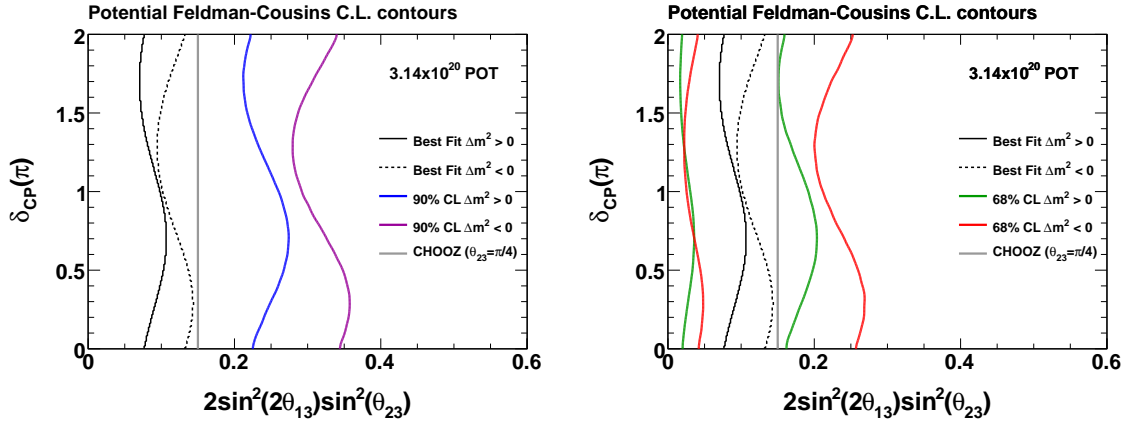 Potential Feldman-Cousins C.L. contours
2
1.5
1
0.5
0
δCP(π)
3.14x10²⁰ POT
Best Fit Δm² > 0
Best Fit Δm² < 0
90% CL Δm² > 0
90% CL Δm² < 0
CHOOZ (θ23=π/4)
0 0.2 0.4 0.6
2sin²(2θ13)sin²(θ23)
Potential Feldman-Cousins C.L. contours
2
1.5
1
0.5
0
δCP(π)
3.14x10²⁰ POT
Best Fit Δm² > 0
Best Fit Δm² < 0
68% CL Δm² > 0
68% CL Δm² < 0
CHOOZ (θ23=π/4)
0 0.2 0.4 0.6
2sin²(2θ13)sin²(θ23)